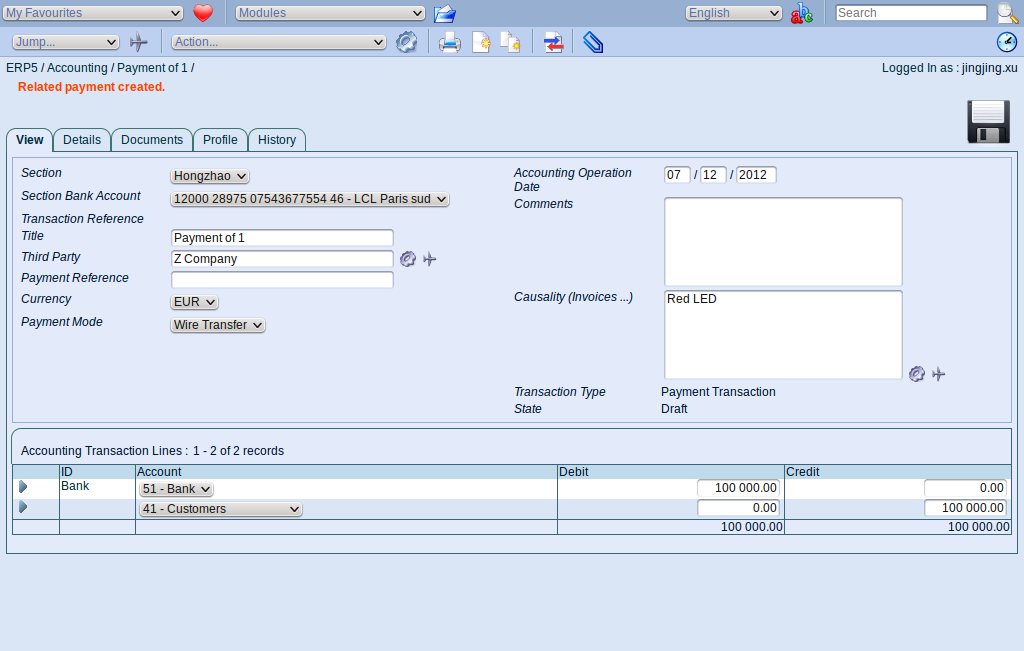 My Favourites Modules English Search
Jump... Action...
ERP5 / Accounting / Payment of 1 / Logged In as : jingjing.xu
Related payment created.
View Details Documents Profile History
Section Hongzhao
Section Bank Account 12000 28975 07543677554 46 - LCL Paris sud
Transaction Reference
Title Payment of 1
Third Party Z Company
Payment Reference
Currency EUR
Payment Mode Wire Transfer
Accounting Operation
Date 07 / 12 / 2012
Comments
Causality (Invoices ...) Red LED
Transaction Type Payment Transaction
State Draft
Accounting Transaction Lines : 1 - 2 of 2 records
ID Account Debit Credit
Bank 51 - Bank 100 000.00 0.00
41 - Customers 0.00 100 000.00
100 000.00 100 000.00